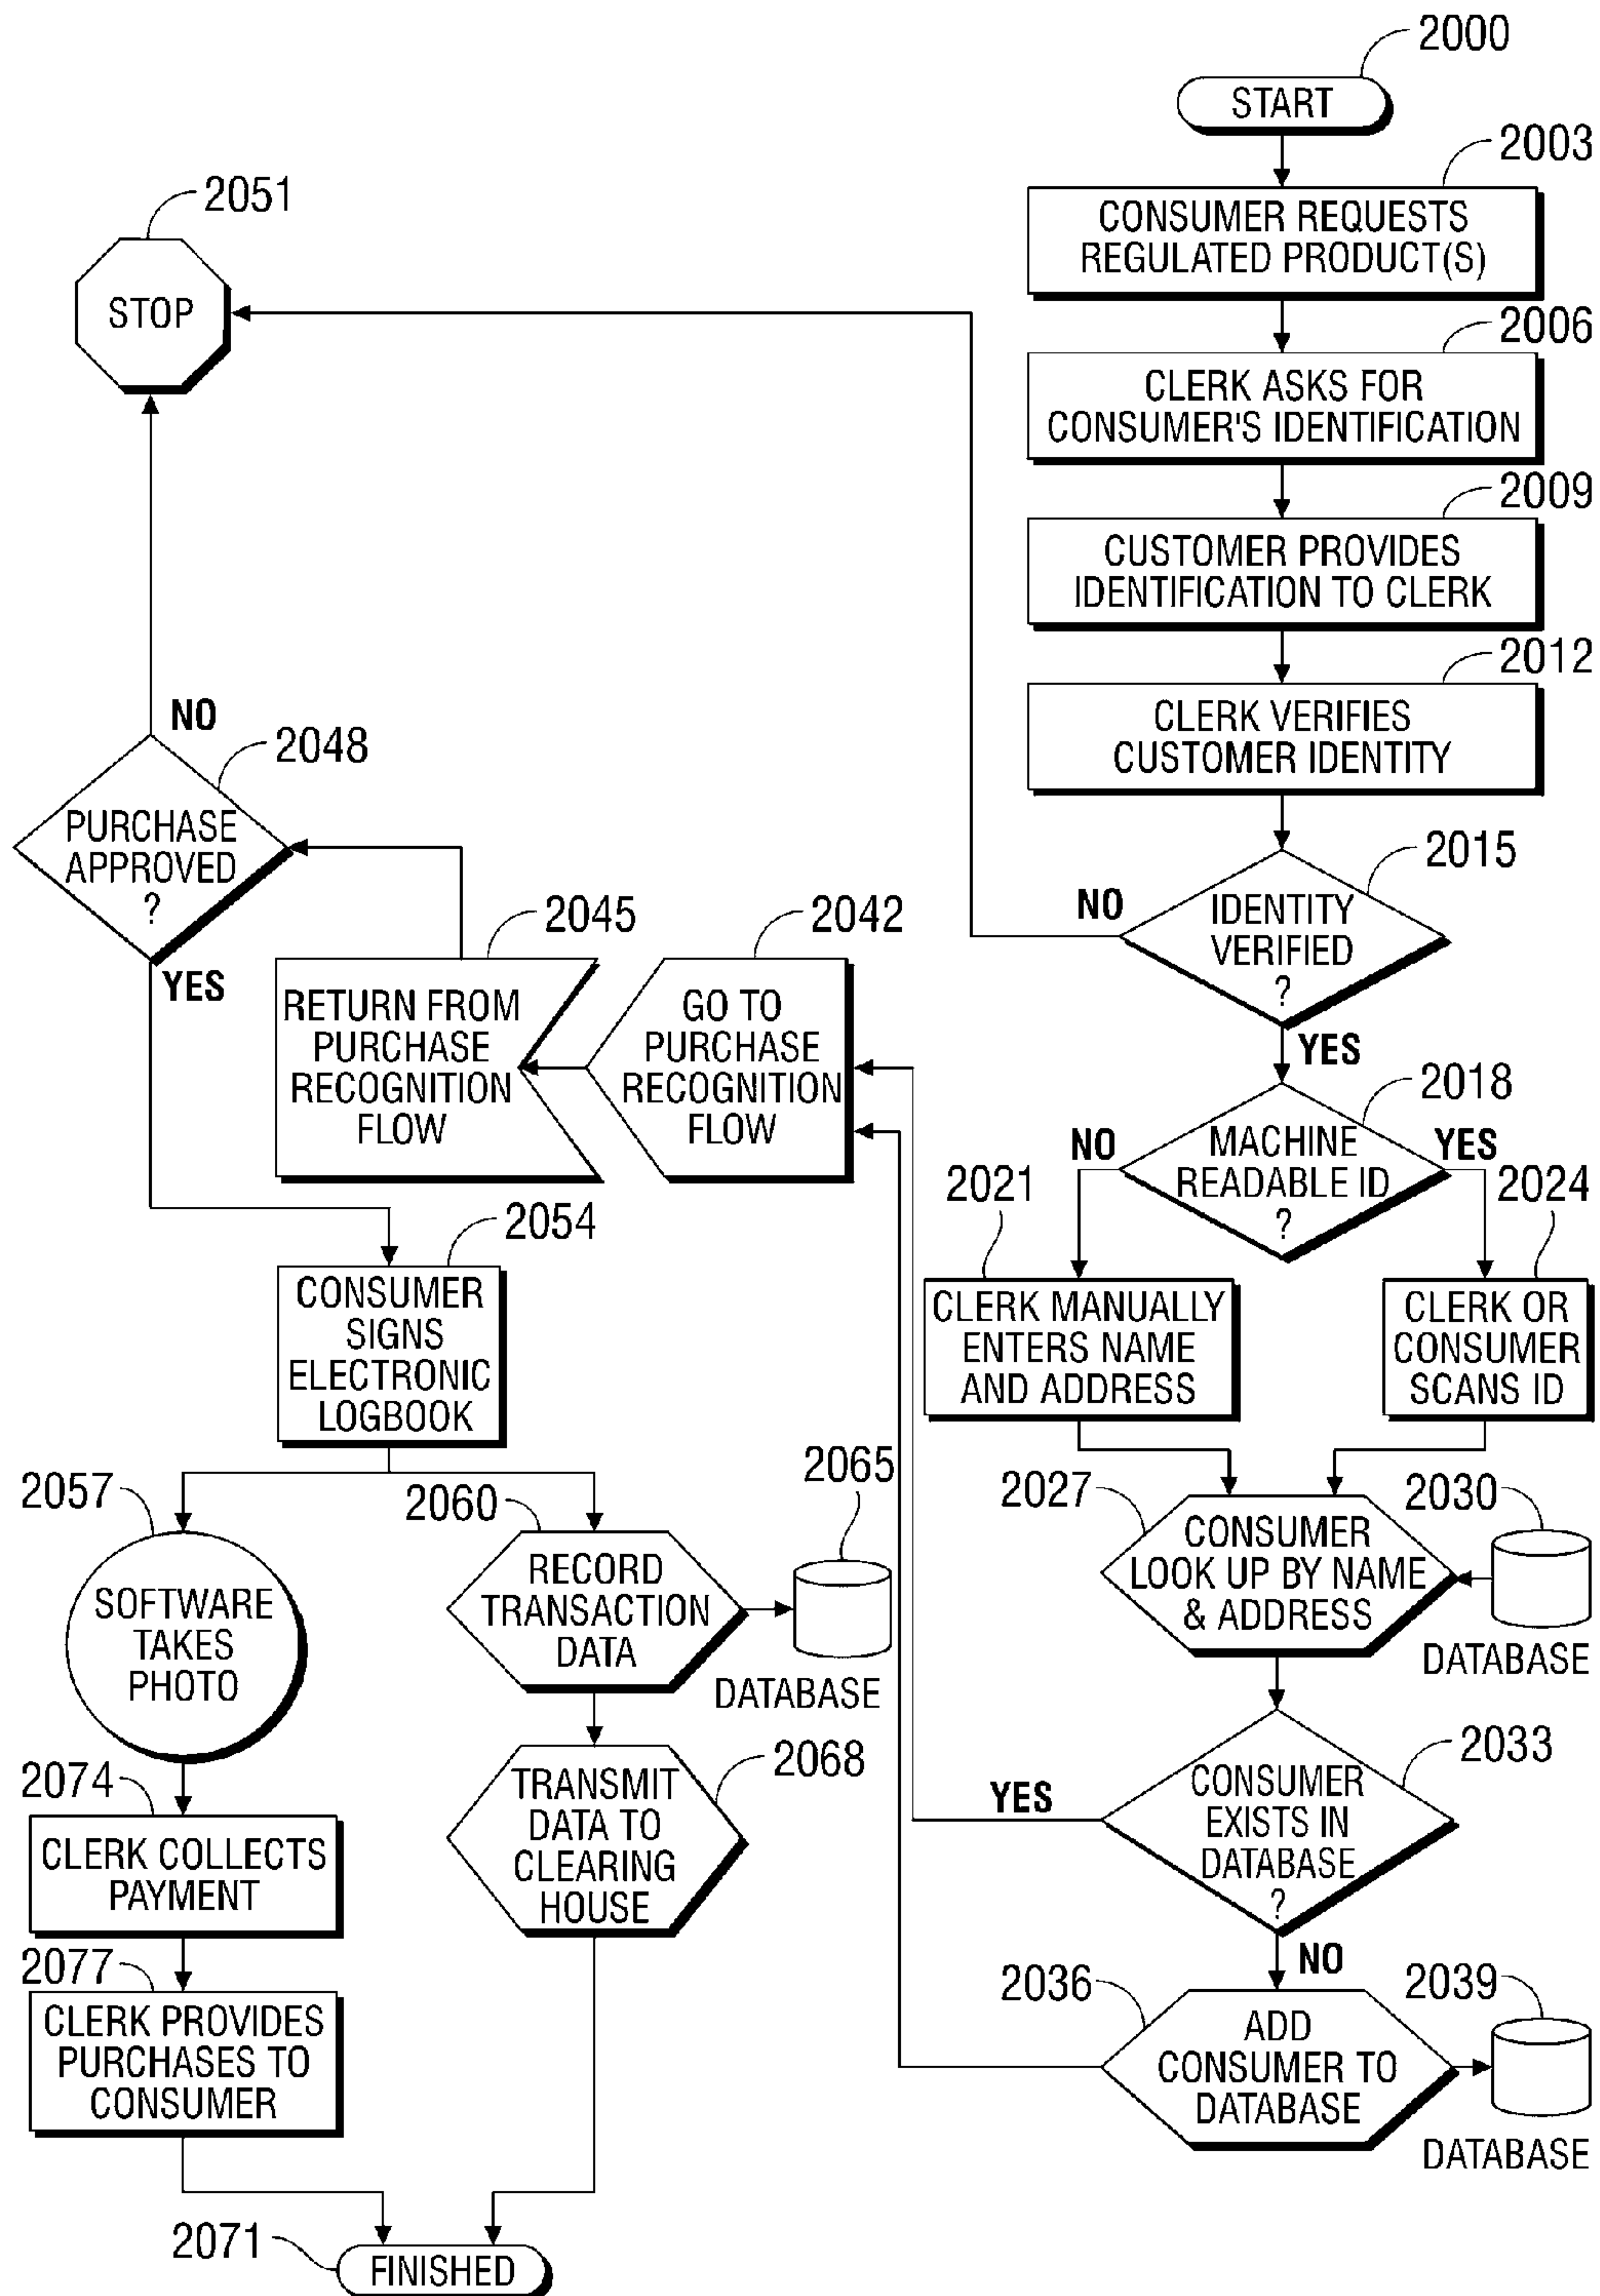 2000
START
2003
CONSUMER REQUESTS
REGULATED PRODUCT(S)
2006
CLERK ASKS FOR
CONSUMER'S IDENTIFICATION
2009
CUSTOMER PROVIDES
IDENTIFICATION TO CLERK
2012
CLERK VERIFIES
CUSTOMER IDENTITY
2015
IDENTITY
VERIFIED
?
NO
YES
2018
MACHINE
READABLE ID
?
NO
YES
2021
CLERK MANUALLY
ENTERS NAME
AND ADDRESS
2024
CLERK OR
CONSUMER
SCANS ID
2027
CONSUMER
LOOK UP BY NAME
& ADDRESS
2030
DATABASE
2033
CONSUMER
EXISTS IN
DATABASE
?
YES
NO
2036
ADD
CONSUMER TO
DATABASE
2039
DATABASE
2042
GO TO
PURCHASE
RECOGNITION
FLOW
2045
RETURN FROM
PURCHASE
RECOGNITION
FLOW
2048
PURCHASE
APPROVED
?
NO
YES
2051
STOP
2054
CONSUMER
SIGNS
ELECTRONIC
LOGBOOK
2057
SOFTWARE
TAKES
PHOTO
2060
RECORD
TRANSACTION
DATA
2065
DATABASE
2068
TRANSMIT
DATA TO
CLEARING
HOUSE
2074
CLERK COLLECTS
PAYMENT
2077
CLERK PROVIDES
PURCHASES TO
CONSUMER
2071
FINISHED